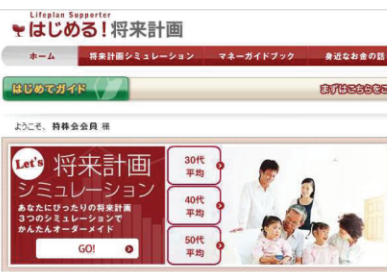 Lifeplan Supporter
はじめる!将来計画
ホーム 将来計画シミュレーション マネーガイドブック 身近なお金の話
はじめてガイド まずはこちらをご
ようこそ、持株会会員 様
Let's 将来計画
シミュレーション
あなたにぴったりの将来計画
3つのシミュレーションで
かんたんオーダーメイド
GO!
30代
平均
40代
平均
50代
平均